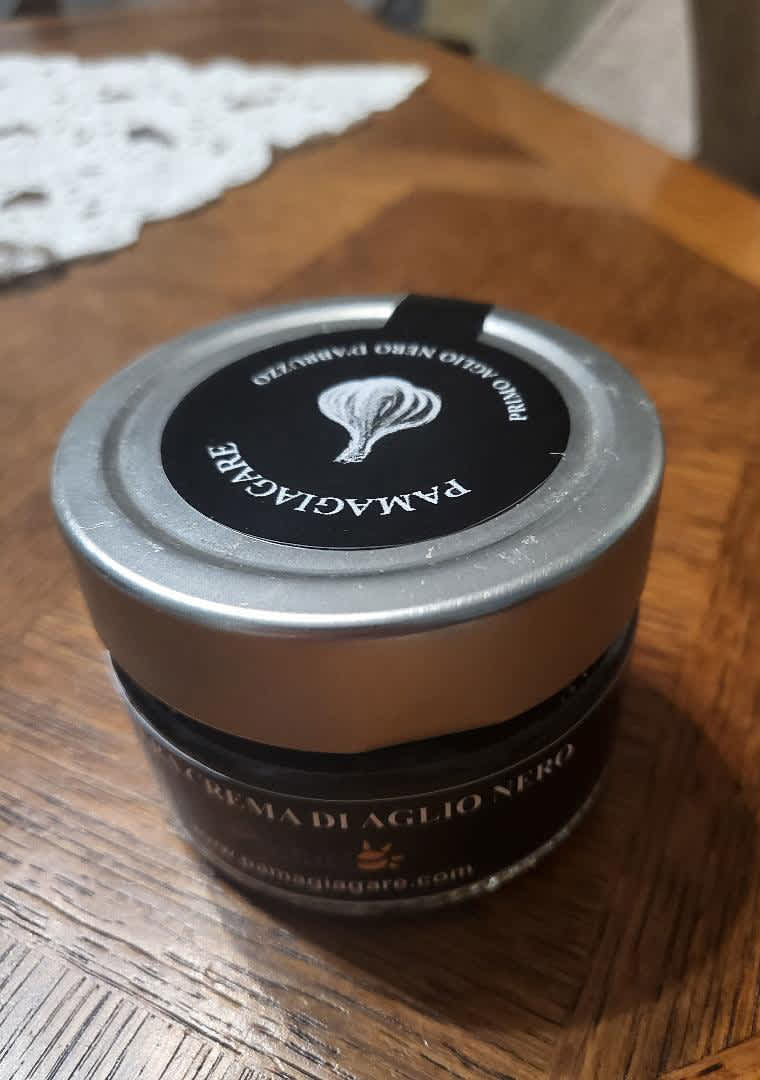 PAMAGIAGARE
PRIMO AGLIO NERO D'ABRUZZO
CREMA DI AGLIO NERO
www.pamagiagare.com